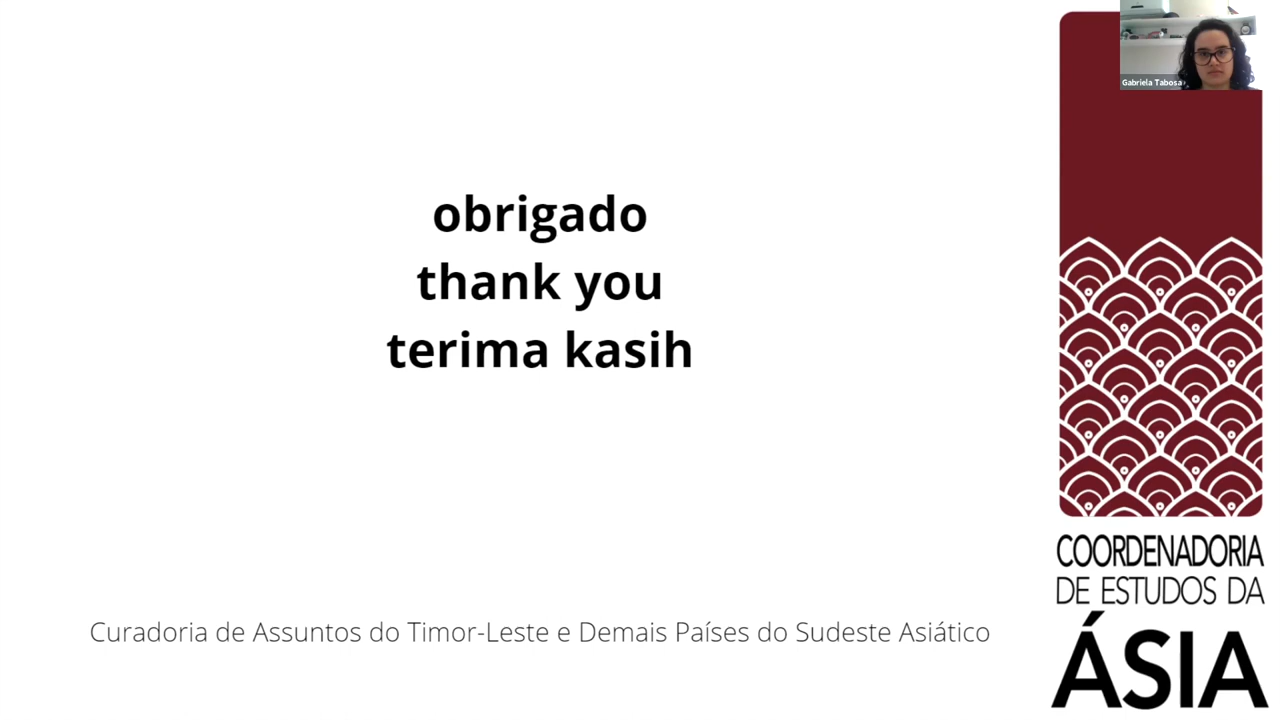 obrigado
thank you
terima kasih
Curadoria de Assuntos do Timor-Leste e Demais Países do Sudeste Asiático
Gabriela Tabosa
COORDENADORIA
DE ESTUDOS DA
ÁSIA